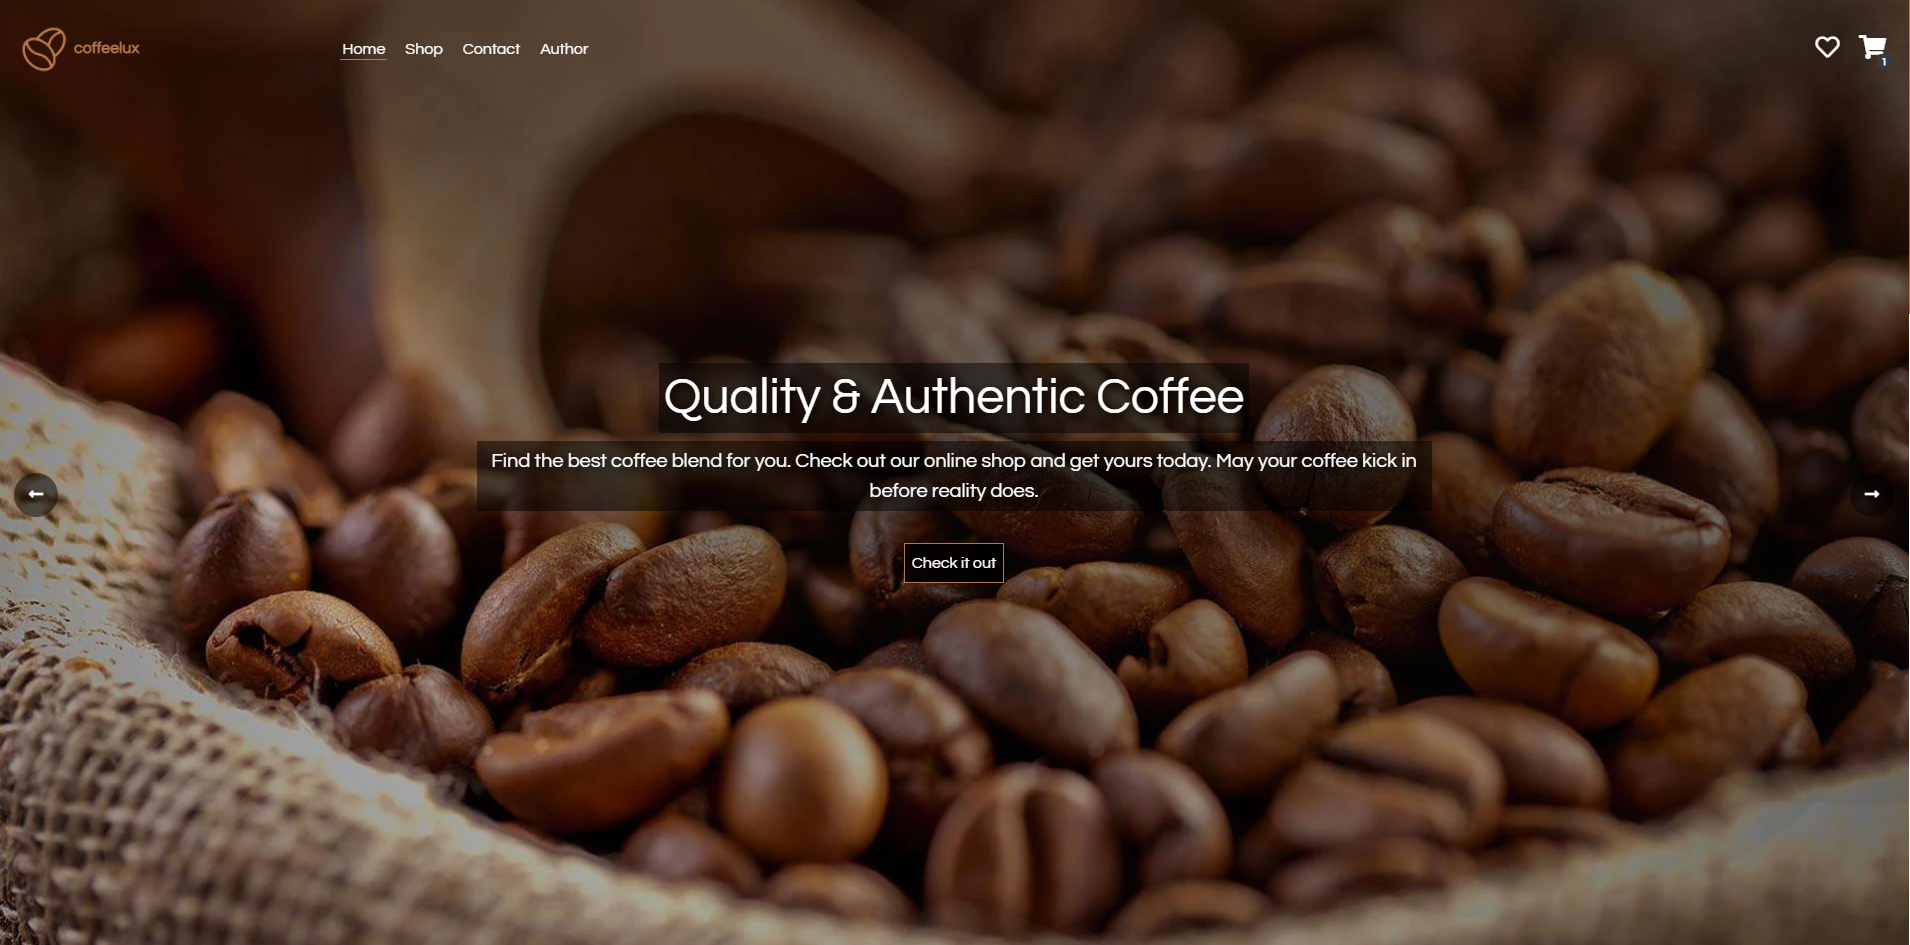 coffeelux
Home
Shop
Contact
Author
1
Quality & Authentic Coffee
Find the best coffee blend for you. Check out our online shop and get yours today. May your coffee kick in
before reality does.
Check it out